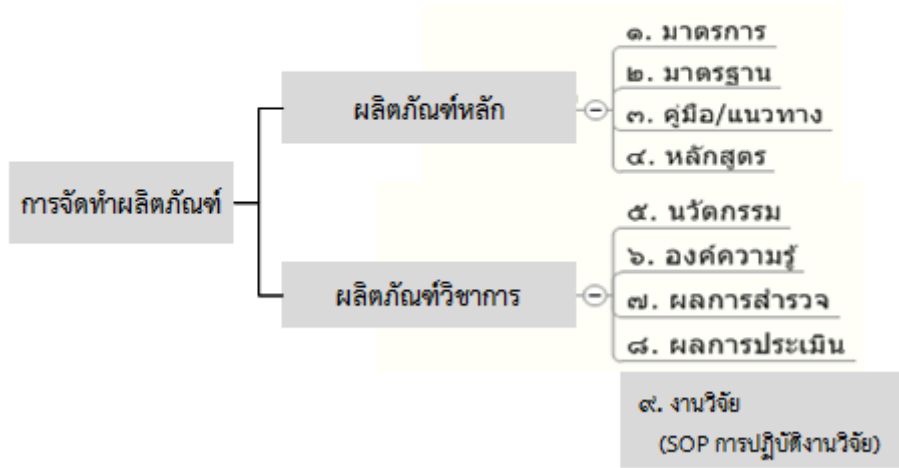 การจัดทำผลิตภัณฑ์
ผลิตภัณฑ์หลัก
๑. มาตรการ
๒. มาตรฐาน
๓. คู่มือ/แนวทาง
๔. หลักสูตร
ผลิตภัณฑ์วิชาการ
๕. นวัตกรรม
๖. องค์ความรู้
๗. ผลการสำรวจ
๘. ผลการประเมิน
๙. งานวิจัย
(SOP การปฏิบัติงานวิจัย)